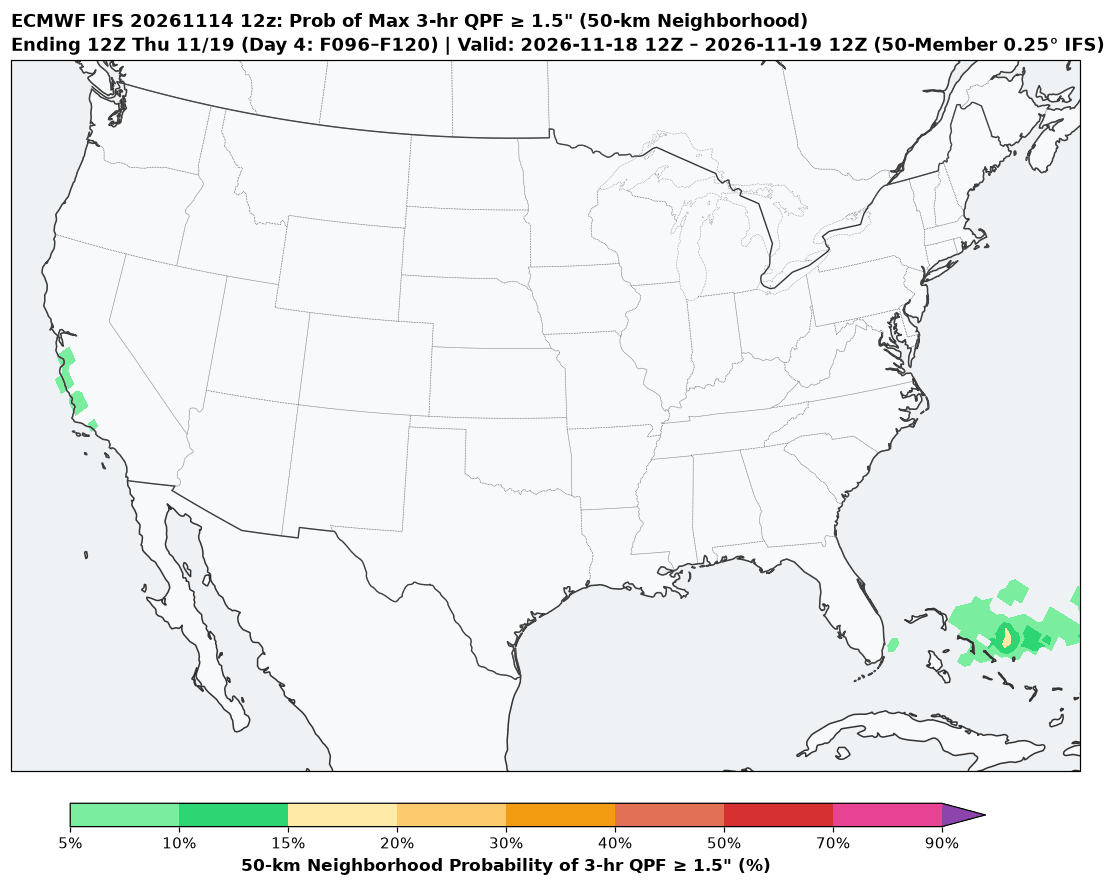 ECMWF IFS 20261114 12z: Prob of Max 3-hr QPF ≥ 1.5" (50-km Neighborhood)
Ending 12Z Thu 11/19 (Day 4: F096–F120) | Valid: 2026-11-18 12Z – 2026-11-19 12Z (50-Member 0.25° IFS)
5% 10% 15% 20% 30% 40% 50% 70% 90%
50-km Neighborhood Probability of 3-hr QPF ≥ 1.5" (%)